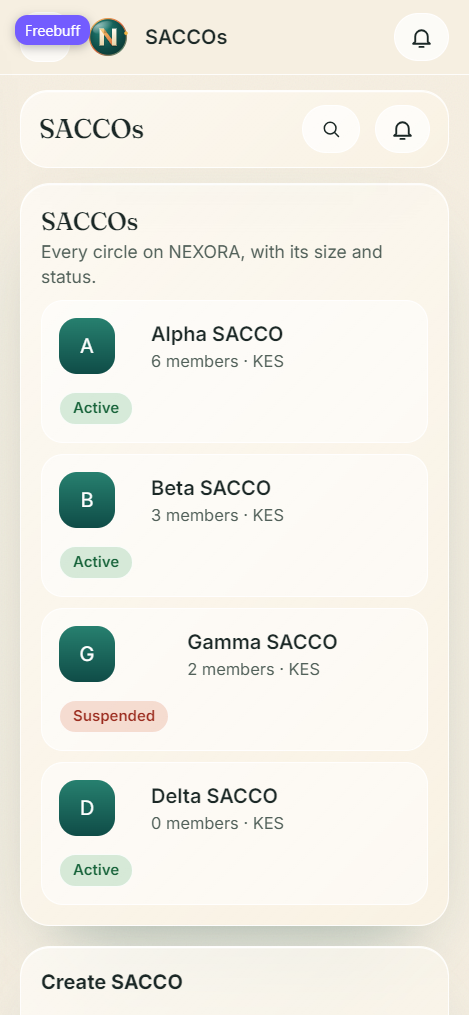 Freebuff
N
SACCOs
SACCOs
SACCOs
Every circle on NEXORA, with its size and
status.
A
Alpha SACCO
6 members · KES
Active
B
Beta SACCO
3 members · KES
Active
G
Gamma SACCO
2 members · KES
Suspended
D
Delta SACCO
0 members · KES
Active
Create SACCO